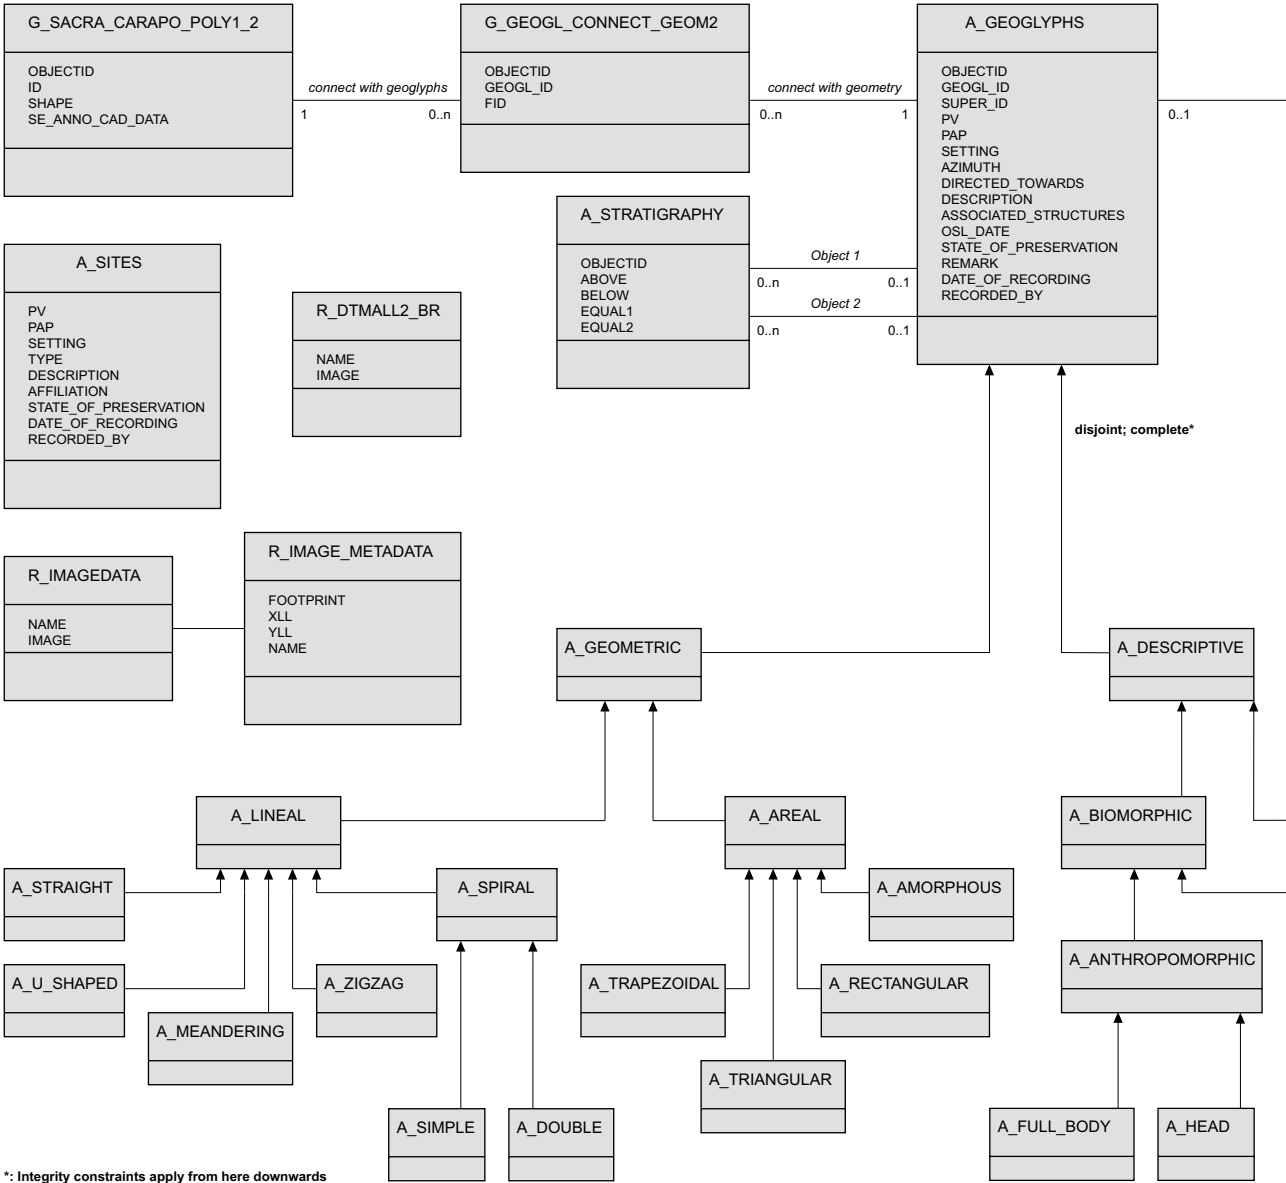 G_SACRA_CARAPO_POLY1_2
OBJECTID
ID
SHAPE
SE_ANNO_CAD_DATA
connect with geoglyphs
1
0..n
G_GEOGL_CONNECT_GEOM2
OBJECTID
GEOGL_ID
FID
connect with geometry
0..n
1
A_GEOGLYPHS
OBJECTID
GEOGL_ID
SUPER_ID
PV
PAP
SETTING
AZIMUTH
DIRECTED_TOWARDS
DESCRIPTION
ASSOCIATED_STRUCTURES
OSL_DATE
STATE_OF_PRESERVATION
REMARK
DATE_OF_RECORDING
RECORDED_BY
0..1
A_STRATIGRAPHY
OBJECTID
ABOVE
BELOW
EQUAL1
EQUAL2
Object 1
0..n
0..1
Object 2
0..n
0..1
A_SITES
PV
PAP
SETTING
TYPE
DESCRIPTION
AFFILIATION
STATE_OF_PRESERVATION
DATE_OF_RECORDING
RECORDED_BY
R_DTMALL2_BR
NAME
IMAGE
disjoint; complete*
R_IMAGEDATA
NAME
IMAGE
R_IMAGE_METADATA
FOOTPRINT
XLL
YLL
NAME
A_GEOMETRIC
A_DESCRIPTIVE
A_LINEAL
A_AREAL
A_BIOMORPHIC
A_STRAIGHT
A_SPIRAL
A_AMORPHOUS
A_U_SHAPED
A_ZIGZAG
A_TRAPEZOIDAL
A_RECTANGULAR
A_ANTHROPOMORPHIC
A_MEANDERING
A_TRIANGULAR
A_SIMPLE
A_DOUBLE
A_FULL_BODY
A_HEAD
*: Integrity constraints apply from here downwards